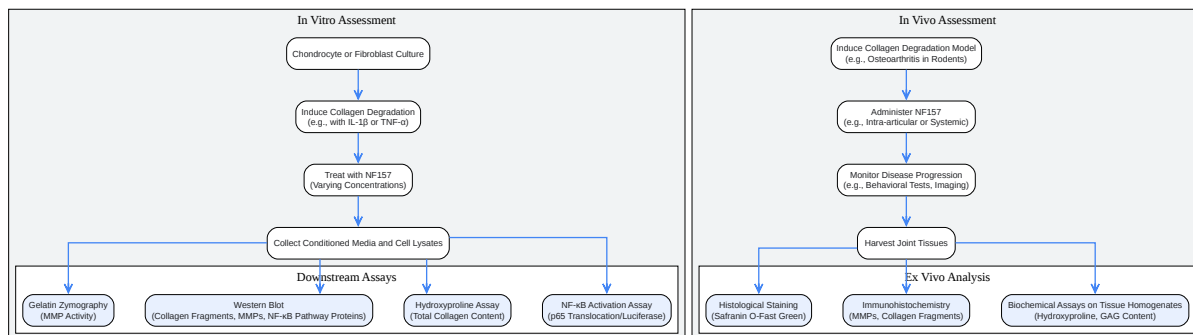 In Vitro Assessment
Chondrocyte or Fibroblast Culture
Induce Collagen Degradation
(e.g., with IL-1β or TNF-α)
Treat with NF157
(Varying Concentrations)
Collect Conditioned Media and Cell Lysates
Downstream Assays
Gelatin Zymography
(MMP Activity)
Western Blot
(Collagen Fragments, MMPs, NF-κB Pathway Proteins)
Hydroxyproline Assay
(Total Collagen Content)
NF-κB Activation Assay
(p65 Translocation/Luciferase)
In Vivo Assessment
Induce Collagen Degradation Model
(e.g., Osteoarthritis in Rodents)
Administer NF157
(e.g., Intra-articular or Systemic)
Monitor Disease Progression
(e.g., Behavioral Tests, Imaging)
Harvest Joint Tissues
Ex Vivo Analysis
Histological Staining
(Safranin O-Fast Green)
Immunohistochemistry
(MMPs, Collagen Fragments)
Biochemical Assays on Tissue Homogenates
(Hydroxyproline, GAG Content)